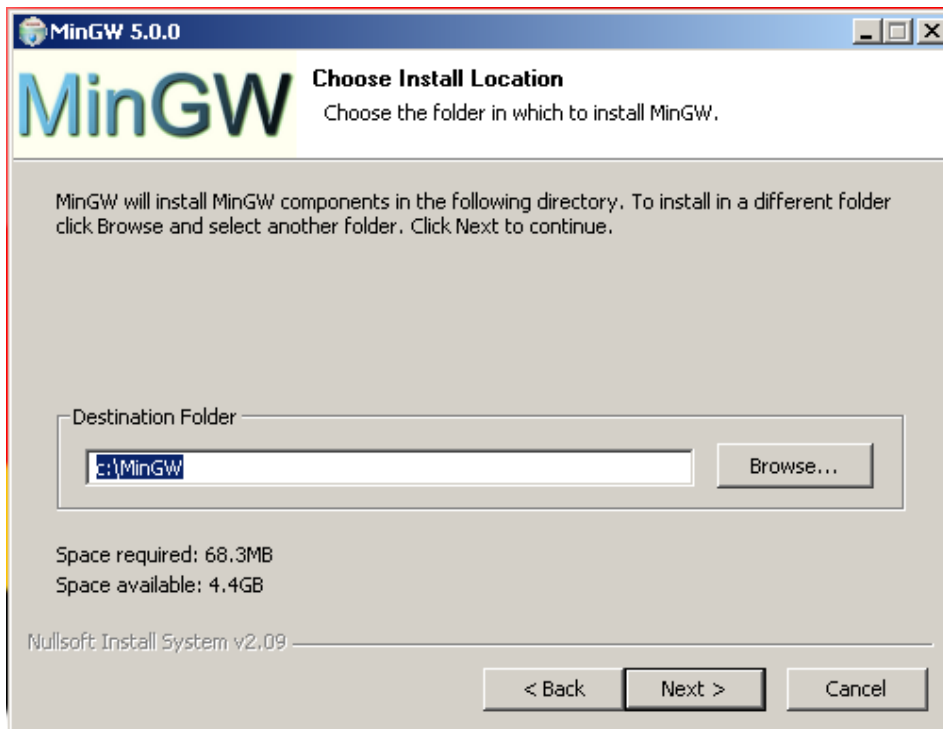 MinGW 5.0.0
MinGW
Choose Install Location
Choose the folder in which to install MinGW.
MinGW will install MinGW components in the following directory. To install in a different folder
click Browse and select another folder. Click Next to continue.
Destination Folder
c:\MinGW
Browse...
Space required: 68.3MB
Space available: 4.4GB
Nullsoft Install System v2.09
< Back
Next >
Cancel